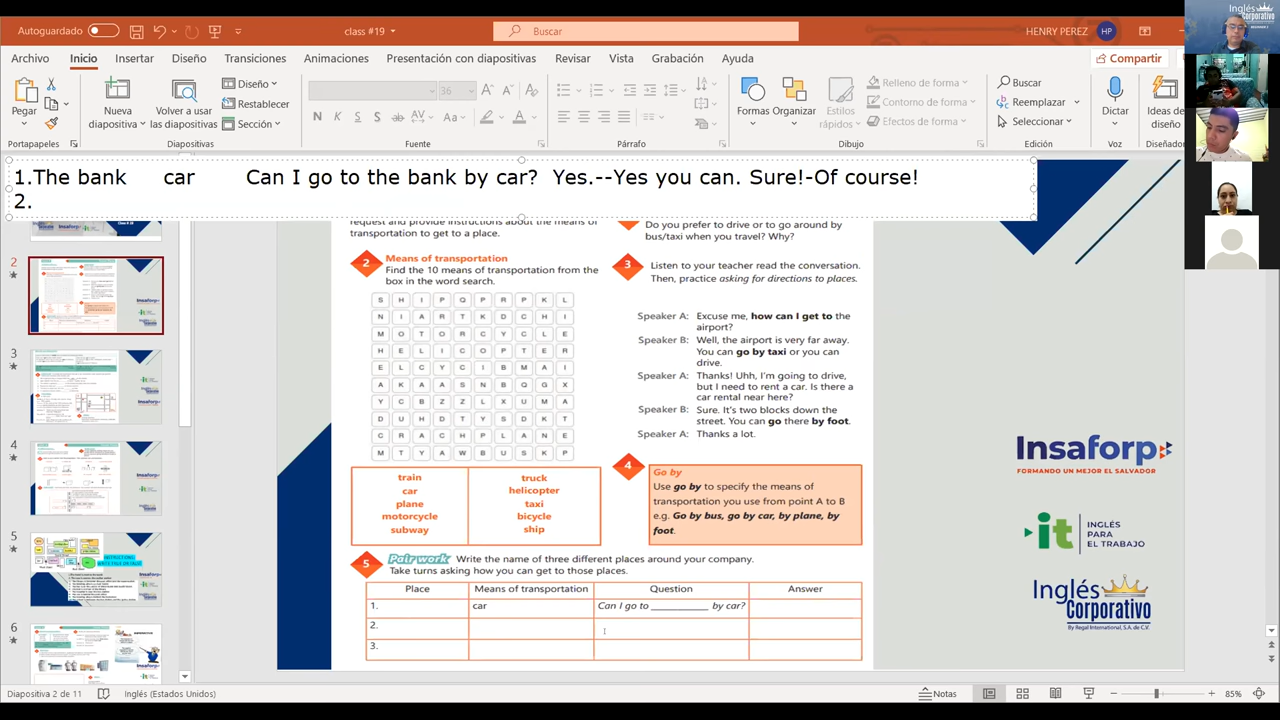 Autoguardado
class #19
Buscar
HENRY PEREZ
HP
Archivo
Inicio
Insertar
Diseño
Transiciones
Animaciones
Presentación con diapositivas
Revisar
Vista
Grabación
Ayuda
Compartir
Pegar
Nueva
diapositiva
Volver a usar
las diapositivas
Diseño
Restablecer
Sección
36
Formas
Organizar
Estilos
rápidos
Relleno de forma
Contorno de forma
Efectos de forma
Buscar
Reemplazar
Seleccionar
Dictar
Ideas de
diseño
Portapapeles
Diapositivas
Fuente
Párrafo
Dibujo
Edición
Voz
Diseñador
1.The bank car Can I go to the bank by car? Yes.--Yes you can. Sure!-Of course!
2.
request and provide instructions about the means of
transportation to get to a place.
2 Means of transportation
Find the 10 means of transportation from the
box in the word search.
S H I P Q P R P K L
N I A R T K D C H I
M O T O R C Y C L E
H E L I C O P T E R
E L C Y C I B M A I
A K A T N E I Q G X
Y C B Z Z L X U M A
D U H D I S D K T
C R A C H P L A N E
M T Y A W B U S K P
train
car
plane
motorcycle
subway
truck
helicopter
taxi
bicycle
ship
Do you prefer to drive or to go around by
bus/taxi when you travel? Why?
3 Listen to your teacher read the conversation.
Then, practice asking for directions to places.
Speaker A: Excuse me, how can I get to the
airport?
Speaker B: Well, the airport is very far away.
You can go by taxi or you can
drive.
Speaker A: Thanks! Uhh, I'm going to drive,
but I need to rent a car. Is there a
car rental near here?
Speaker B: Sure. It's two blocks down the
street. You can go there by foot.
Speaker A: Thanks a lot.
4 Go by
Use go by to specify the means of
transportation you use from point A to B
e.g. Go by bus, go by car, by plane, by
foot.
5 Pair work Write the name of three different places around your company.
Take turns asking how you can get to those places.
Place Means of transportation Question Answer
1. car Can I go to __________ by car?
2.
3.
Insaforp
FORMANDO UN MEJOR EL SALVADOR
it INGLÉS
PARA
EL TRABAJO
Inglés
Corporativo
By Regal International, S.A. de C.V.
Inglés
Corporativo
2
3
4
5
6
Diapositiva 2 de 11
Inglés (Estados Unidos)
Notas
85%